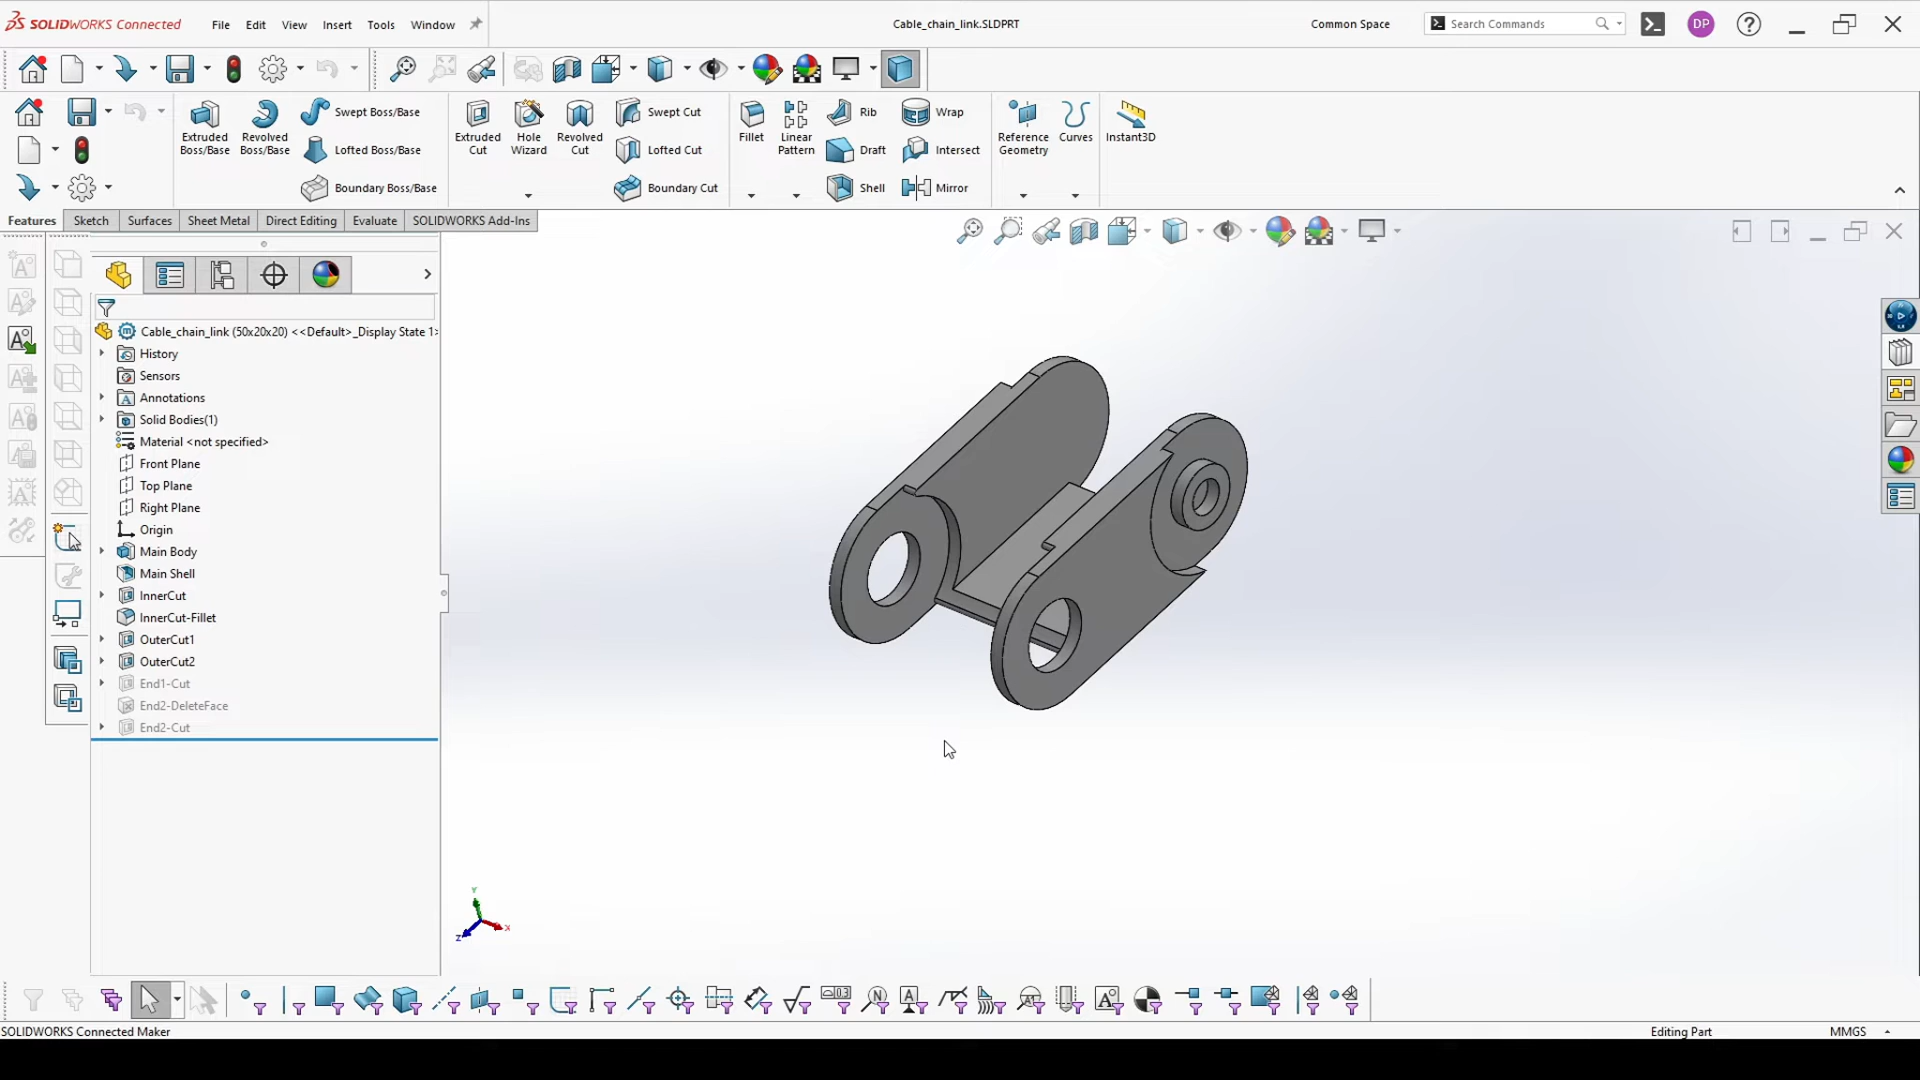 SOLIDWORKS Connected
File Edit View Insert Tools Window
Cable_chain_link.SLDPRT
Common Space
Search Commands
DP
Extruded Boss/Base
Revolved Boss/Base
Swept Boss/Base
Lofted Boss/Base
Boundary Boss/Base
Extruded Cut
Hole Wizard
Revolved Cut
Swept Cut
Lofted Cut
Boundary Cut
Fillet
Linear Pattern
Rib
Draft
Shell
Wrap
Intersect
Mirror
Reference Geometry
Curves
Instant3D
Features Sketch Surfaces Sheet Metal Direct Editing Evaluate SOLIDWORKS Add-Ins
Cable_chain_link (50x20x20) <<Default>_Display State 1>
History
Sensors
Annotations
Solid Bodies(1)
Material <not specified>
Front Plane
Top Plane
Right Plane
Origin
Main Body
Main Shell
InnerCut
InnerCut-Fillet
OuterCut1
OuterCut2
End1-Cut
End2-DeleteFace
End2-Cut
Y
Z
X
SOLIDWORKS Connected Maker
Editing Part
MMGS